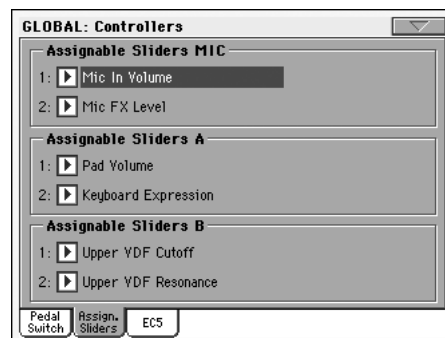 GLOBAL: Controllers
Assignable Sliders MIC
1: Mic In Volume
2: Mic FX Level
Assignable Sliders A
1: Pad Volume
2: Keyboard Expression
Assignable Sliders B
1: Upper VDF Cutoff
2: Upper VDF Resonance
Pedal Switch
Assign. Sliders
EC5